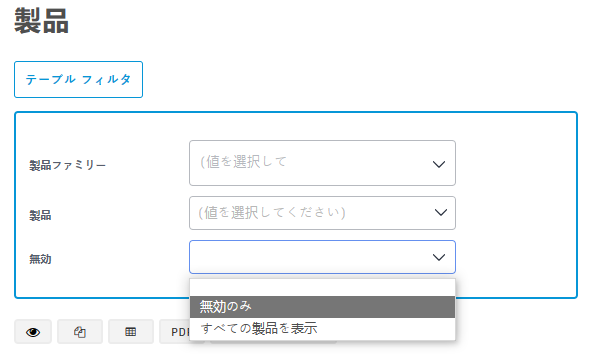 製品
テーブル フィルタ
製品ファミリー
(値を選択して
製品
(値を選択してください)
無効
無効のみ
すべての製品を表示
PDF